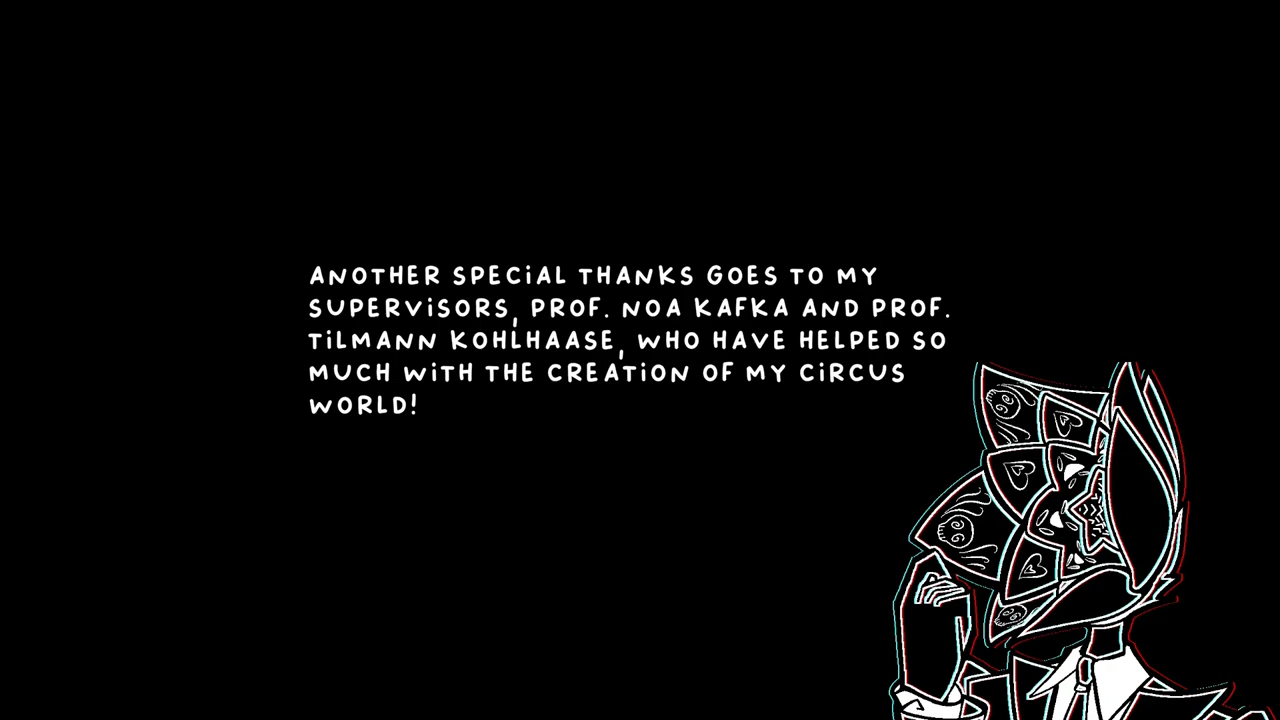 ANOTHER SPECIAL THANKS GOES TO MY
SUPERVISORS, PROF. NOA KAFKA AND PROF.
TILMANN KOHLHAASE, WHO HAVE HELPED SO
MUCH WITH THE CREATION OF MY CIRCUS
WORLD!